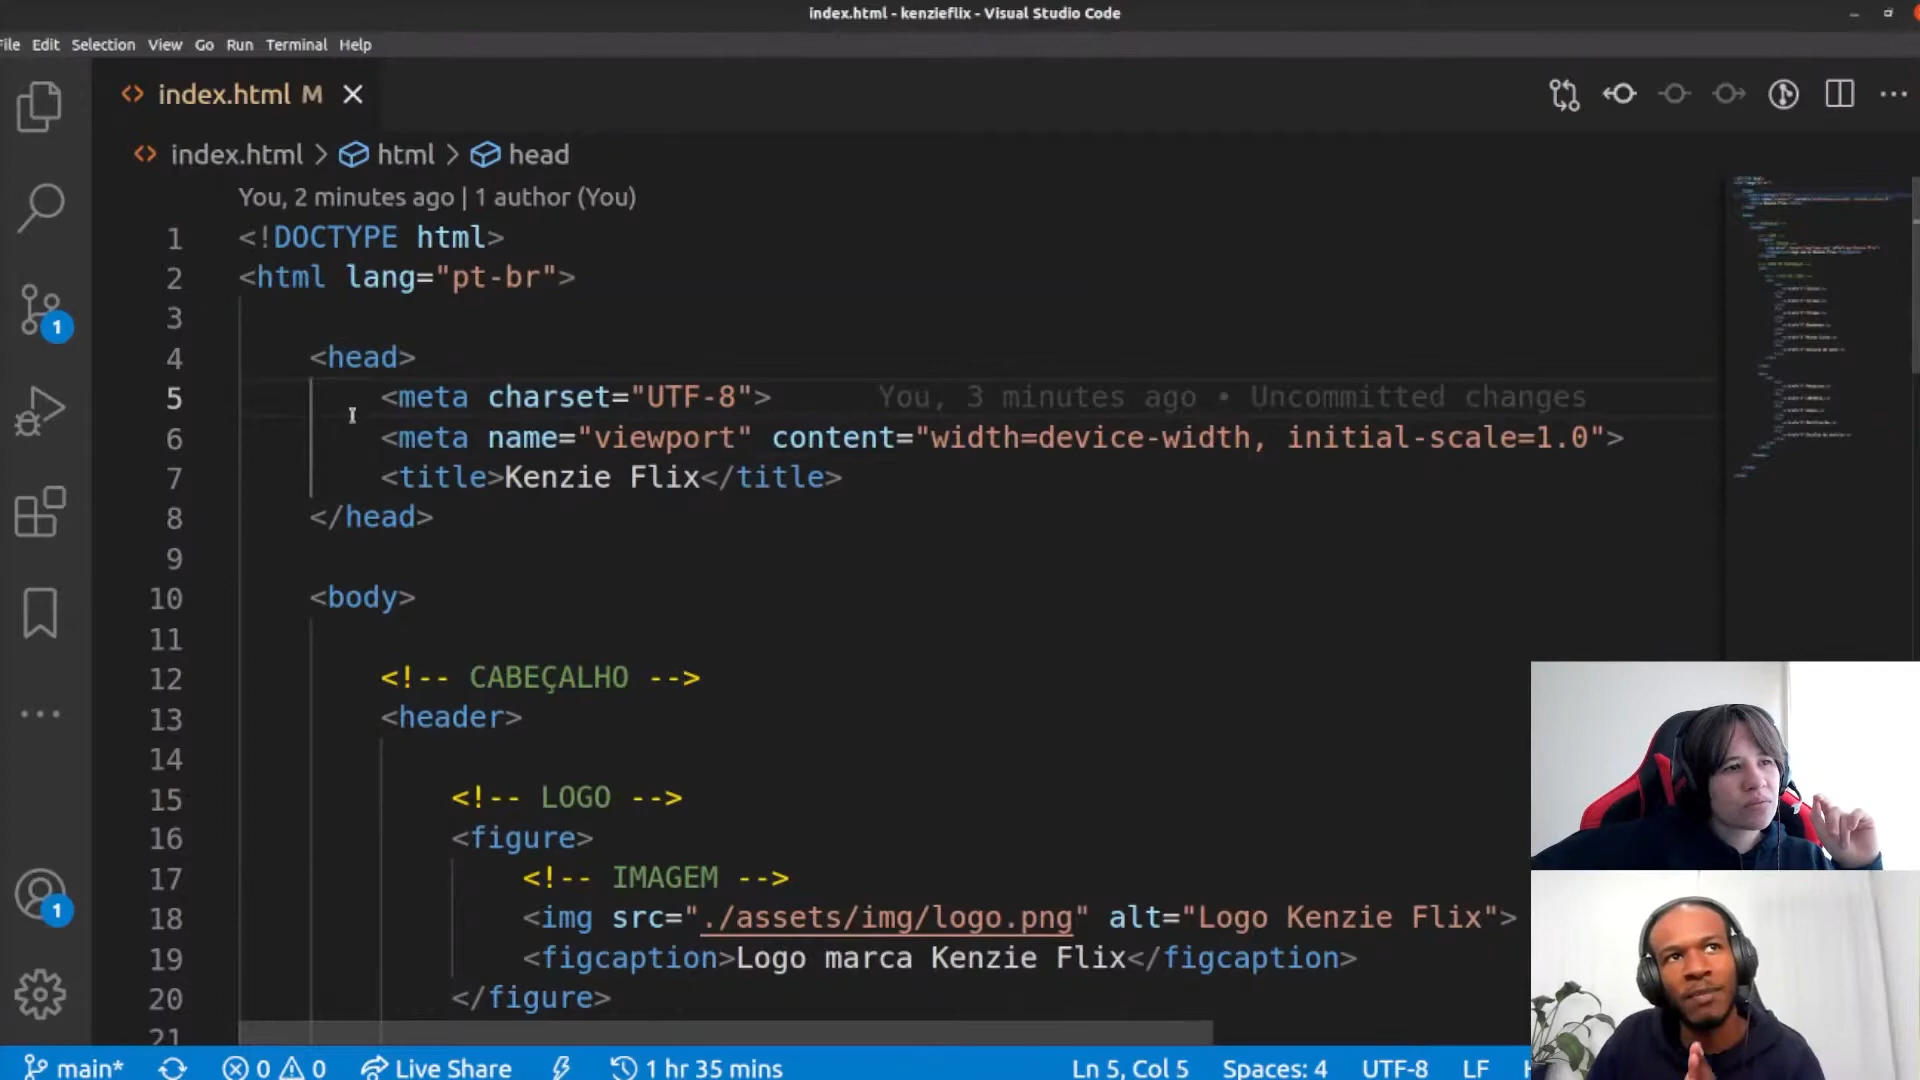 index.html - kenzieflix - Visual Studio Code
File Edit Selection View Go Run Terminal Help
index.html M
index.html > html > head
You, 2 minutes ago | 1 author (You)
1 <!DOCTYPE html>
2 <html lang="pt-br">
3
4 <head>
5 <meta charset="UTF-8"> You, 3 minutes ago • Uncommitted changes
6 <meta name="viewport" content="width=device-width, initial-scale=1.0">
7 <title>Kenzie Flix</title>
8 </head>
9
10 <body>
11
12 <!-- CABEÇALHO -->
13 <header>
14
15 <!-- LOGO -->
16 <figure>
17 <!-- IMAGEM -->
18 <img src="./assets/img/logo.png" alt="Logo Kenzie Flix">
19 <figcaption>Logo marca Kenzie Flix</figcaption>
20 </figure>
21
1
1
main* 0 0 Live Share 1 hr 35 mins Ln 5, Col 5 Spaces: 4 UTF-8 LF